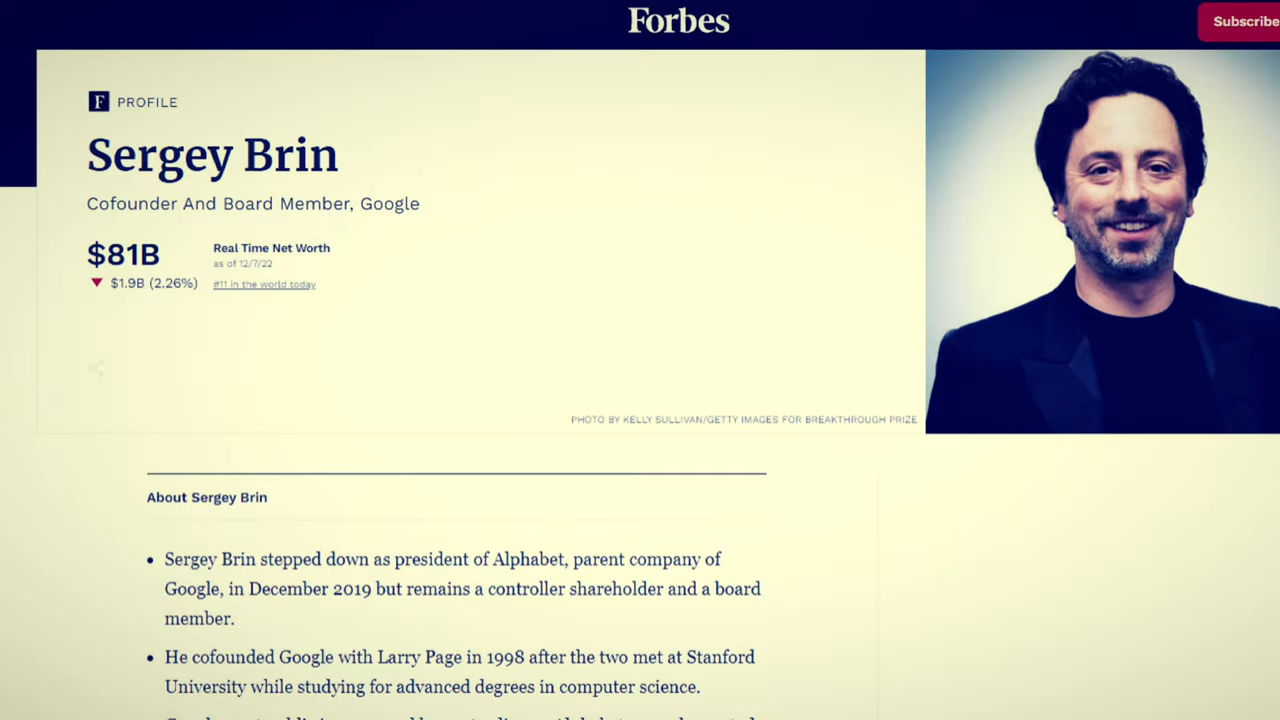 Forbes
Subscribe
F PROFILE
Sergey Brin
Cofounder And Board Member, Google
$81B
Real Time Net Worth
as of 12/7/22
$1.9B (2.26%)
#11 in the world today
PHOTO BY KELLY SULLIVAN/GETTY IMAGES FOR BREAKTHROUGH PRIZE
About Sergey Brin
• Sergey Brin stepped down as president of Alphabet, parent company of
Google, in December 2019 but remains a controller shareholder and a board
member.
• He cofounded Google with Larry Page in 1998 after the two met at Stanford
University while studying for advanced degrees in computer science.